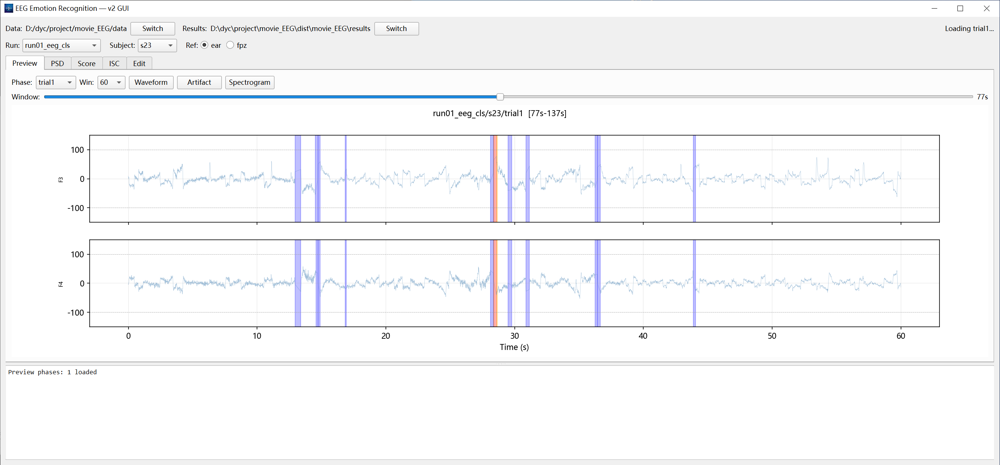 EEG Emotion Recognition — v2 GUI
Data: D:/dyc/project/movie_EEG/data Switch Results: D:\dyc\project\movie_EEG\dist\movie_EEG\results Switch Loading trial1...
Run: run01_eeg_cls Subject: s23 Ref: ear fpz
Preview PSD Score ISC Edit
Phase: trial1 Win: 60 Waveform Artifact Spectrogram
Window: 77s
run01_eeg_cls/s23/trial1 [77s-137s]
100
0
-100
F3
100
0
-100
F4
0 10 20 30 40 50 60
Time (s)
Preview phases: 1 loaded